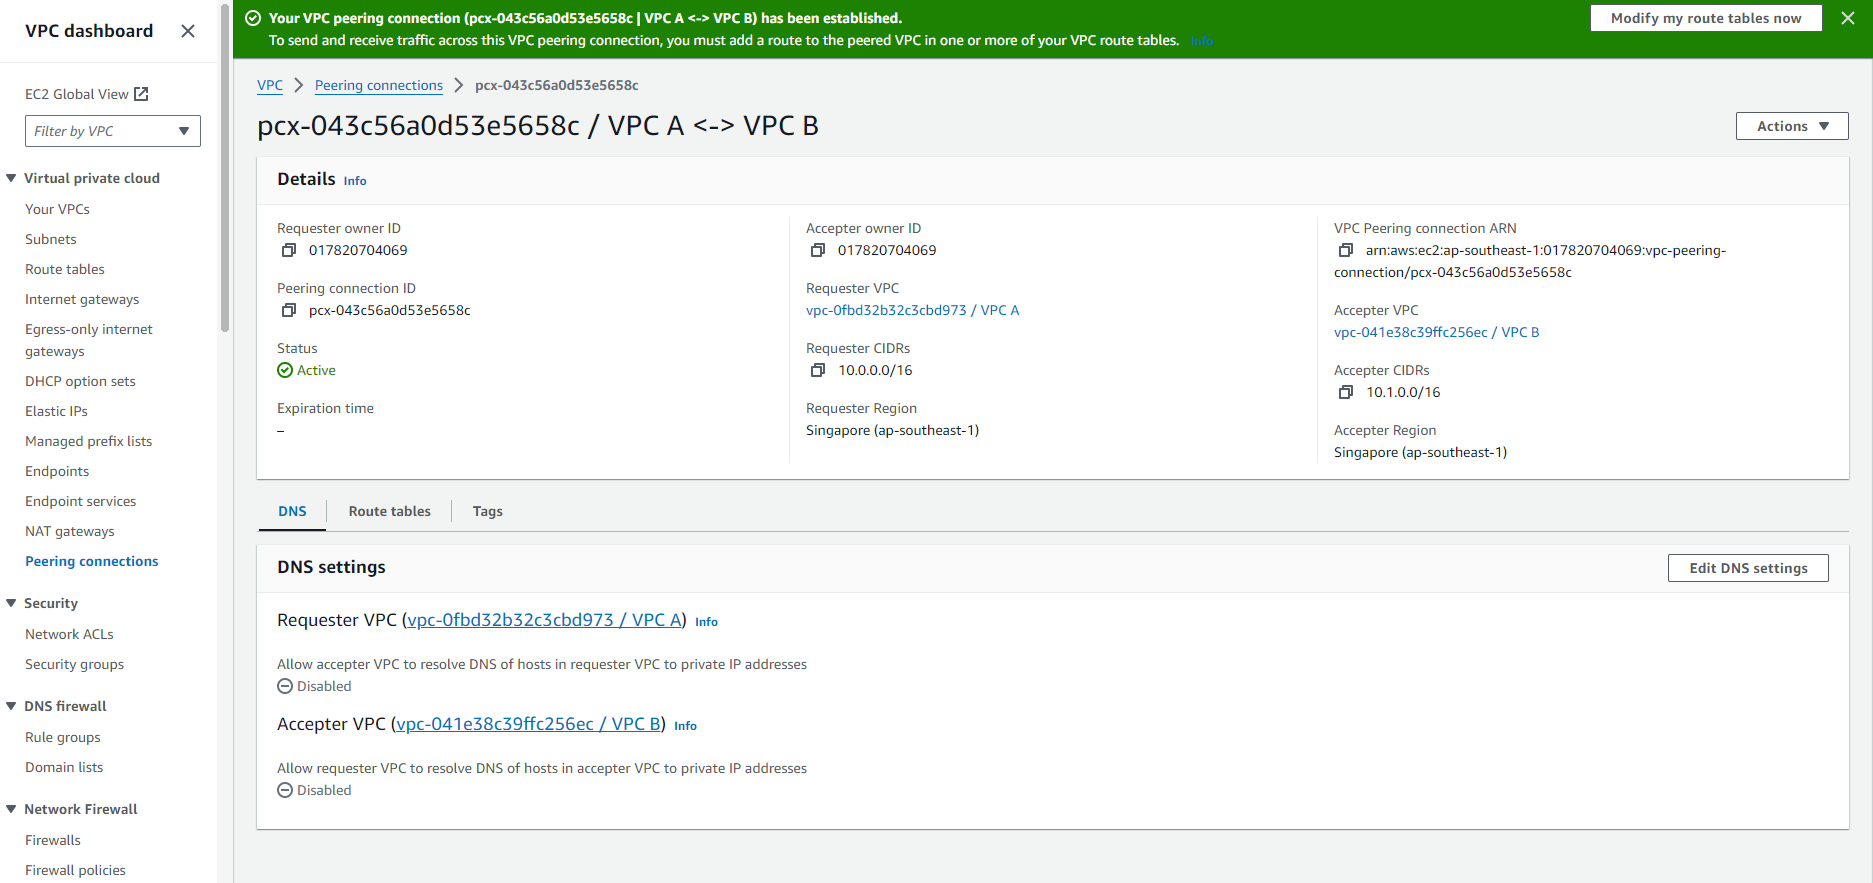 VPC dashboard
EC2 Global View
Filter by VPC
Virtual private cloud
Your VPCs
Subnets
Route tables
Internet gateways
Egress-only internet
gateways
DHCP option sets
Elastic IPs
Managed prefix lists
Endpoints
Endpoint services
NAT gateways
Peering connections
Security
Network ACLs
Security groups
DNS firewall
Rule groups
Domain lists
Network Firewall
Firewalls
Firewall policies
Your VPC peering connection (pcx-043c56a0d53e5658c | VPC A <-> VPC B) has been established.
To send and receive traffic across this VPC peering connection, you must add a route to the peered VPC in one or more of your VPC route tables. Info
Modify my route tables now
VPC > Peering connections > pcx-043c56a0d53e5658c
pcx-043c56a0d53e5658c / VPC A <-> VPC B
Actions
Details Info
Requester owner ID
017820704069
Peering connection ID
pcx-043c56a0d53e5658c
Status
Active
Expiration time
–
Accepter owner ID
017820704069
Requester VPC
vpc-0fbd32b32c3cbd973 / VPC A
Requester CIDRs
10.0.0.0/16
Requester Region
Singapore (ap-southeast-1)
VPC Peering connection ARN
arn:aws:ec2:ap-southeast-1:017820704069:vpc-peering-
connection/pcx-043c56a0d53e5658c
Accepter VPC
vpc-041e38c39ffc256ec / VPC B
Accepter CIDRs
10.1.0.0/16
Accepter Region
Singapore (ap-southeast-1)
DNS
Route tables
Tags
DNS settings
Edit DNS settings
Requester VPC (vpc-0fbd32b32c3cbd973 / VPC A) Info
Allow accepter VPC to resolve DNS of hosts in requester VPC to private IP addresses
Disabled
Accepter VPC (vpc-041e38c39ffc256ec / VPC B) Info
Allow requester VPC to resolve DNS of hosts in accepter VPC to private IP addresses
Disabled